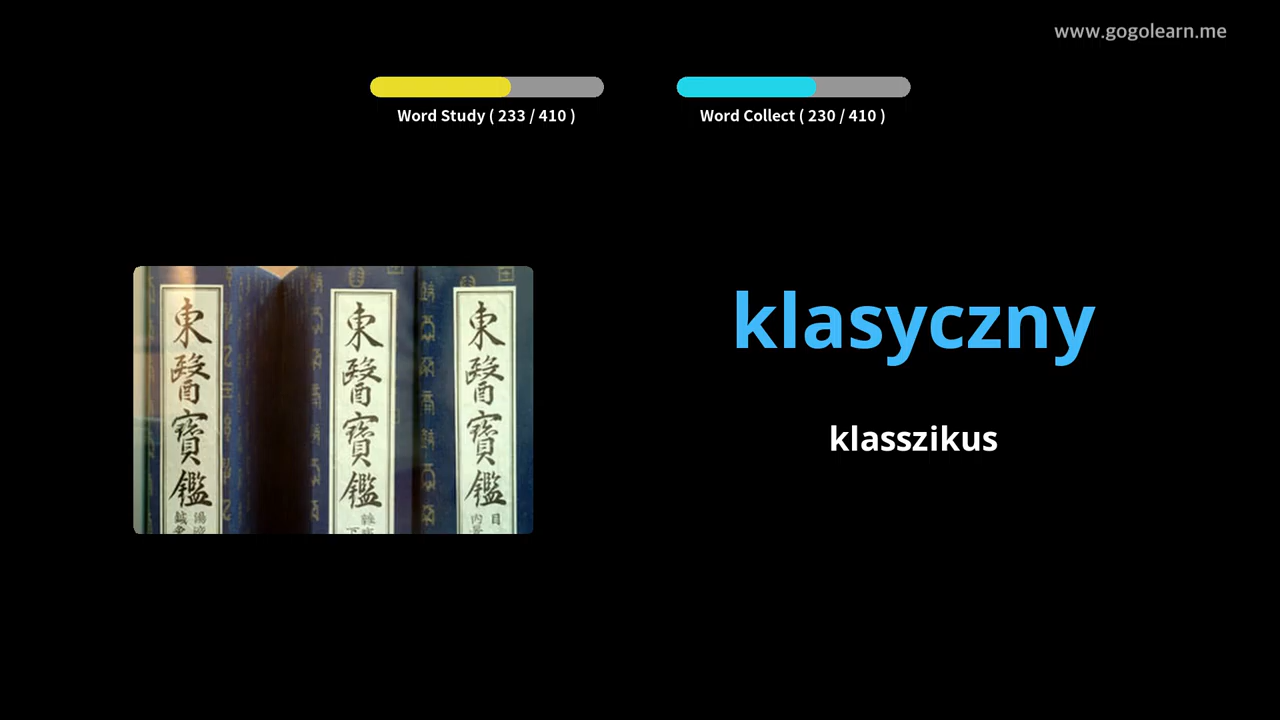 www.gogolearn.me
Word Study ( 233 / 410 )
Word Collect ( 230 / 410 )
東醫寶鑑
東醫寶鑑
東醫寶鑑
klasyczny
klasszikus